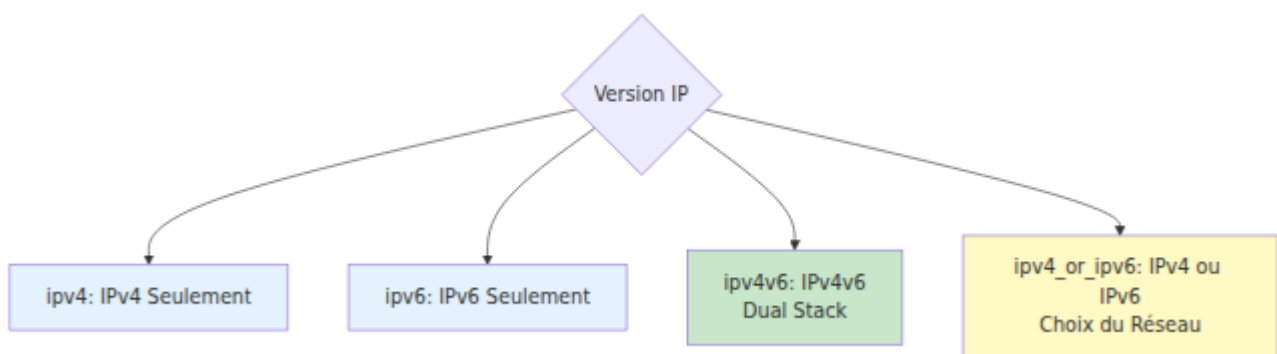 Version IP
ipv4: IPv4 Seulement
ipv6: IPv6 Seulement
ipv4v6: IPv4v6
Dual Stack
ipv4_or_ipv6: IPv4 ou
IPv6
Choix du Réseau